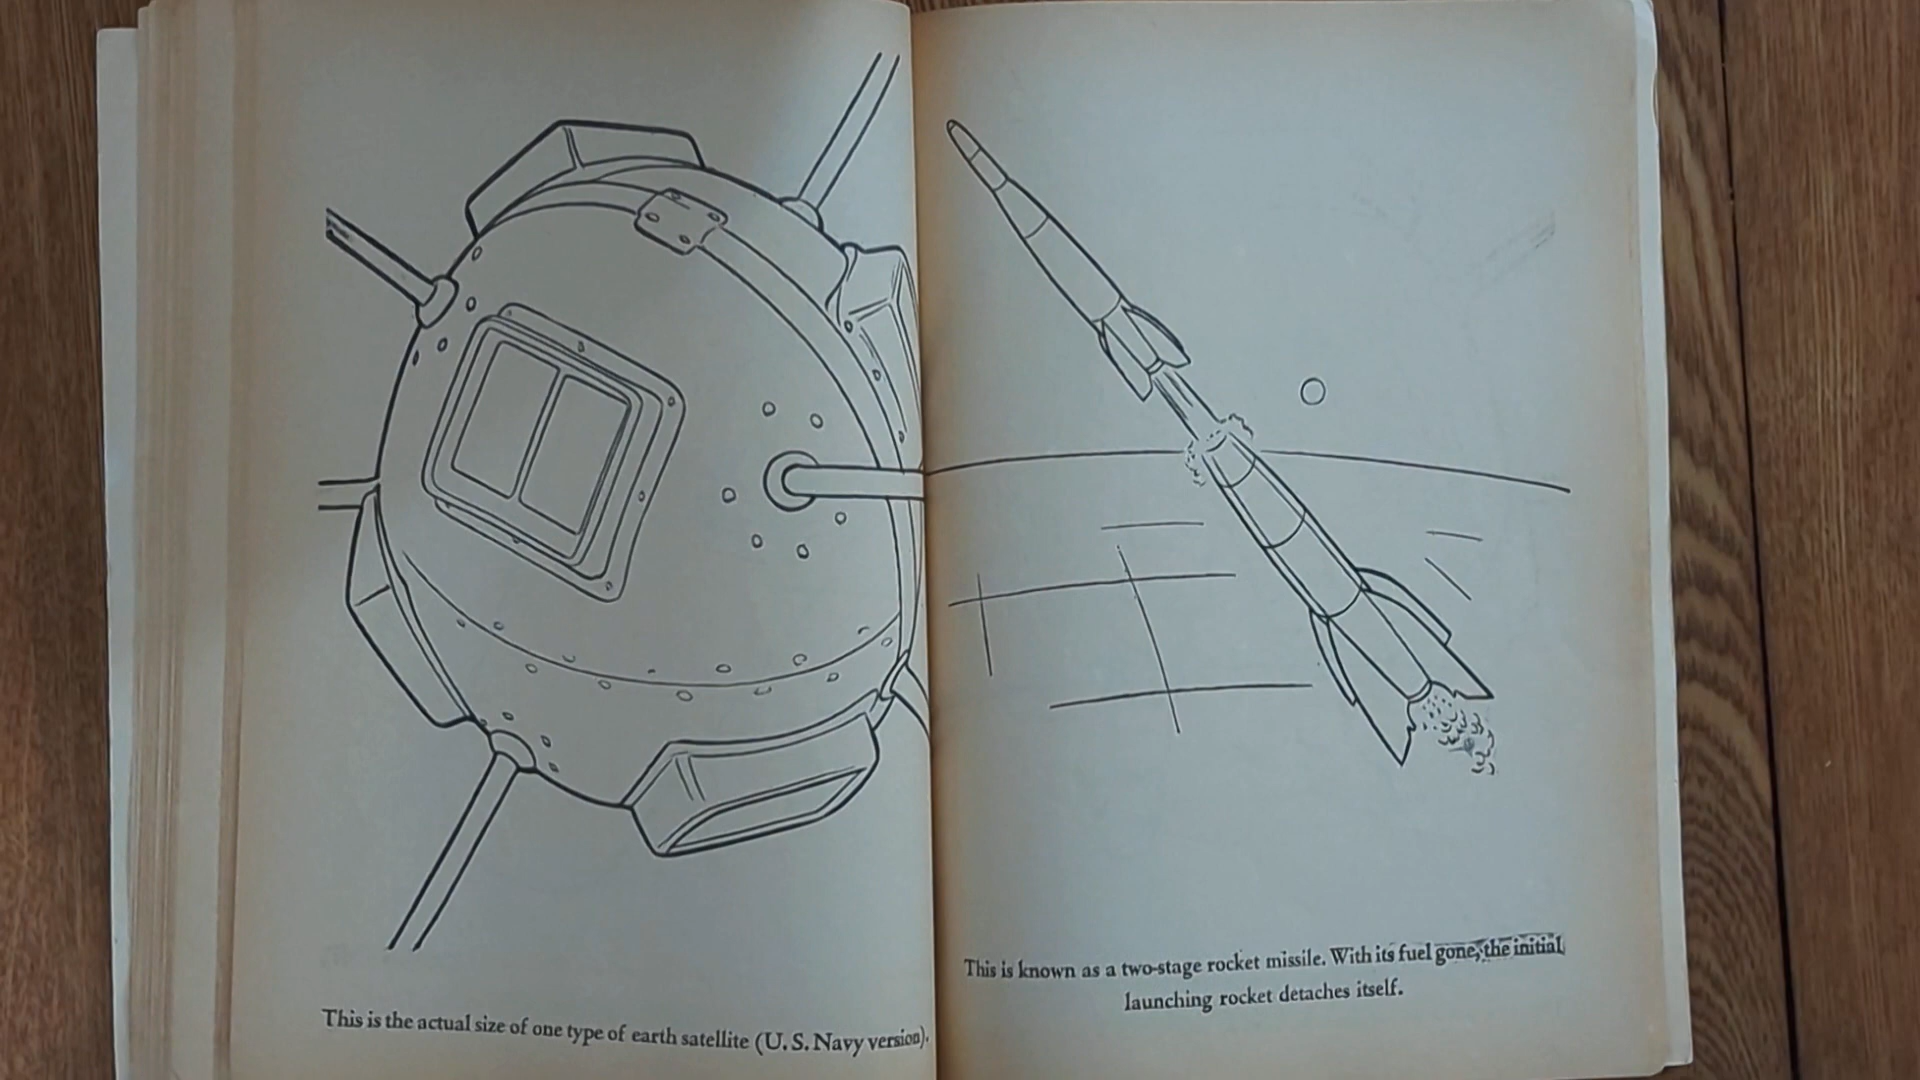 This is the actual size of one type of earth satellite (U. S. Navy version).
This is known as a two-stage rocket missile. With its fuel gone, the initial
launching rocket detaches itself.